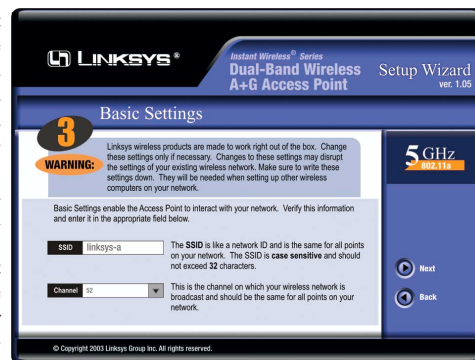 LINKSYS®
Instant Wireless® Series
Dual-Band Wireless
A+G Access Point
Setup Wizard
ver. 1.05
Basic Settings
3
WARNING:
Linksys wireless products are made to work right out of the box. Change
these settings only if necessary. Changes to these settings may disrupt
the settings of your existing wireless network. Make sure to write these
settings down. They will be needed when setting up other wireless
computers on your network.
5 GHz
802.11a
Basic Settings enable the Access Point to interact with your network. Verify this information
and enter it in the appropriate field below.
SSID linksys-a
The SSID is like a network ID and is the same for all points
on your network. The SSID is case sensitive and should
not exceed 32 characters.
Channel 52
This is the channel on which your wireless network is
broadcast and should be the same for all points on your
network.
Next
Back
© Copyright 2003 Linksys Group Inc. All rights reserved.